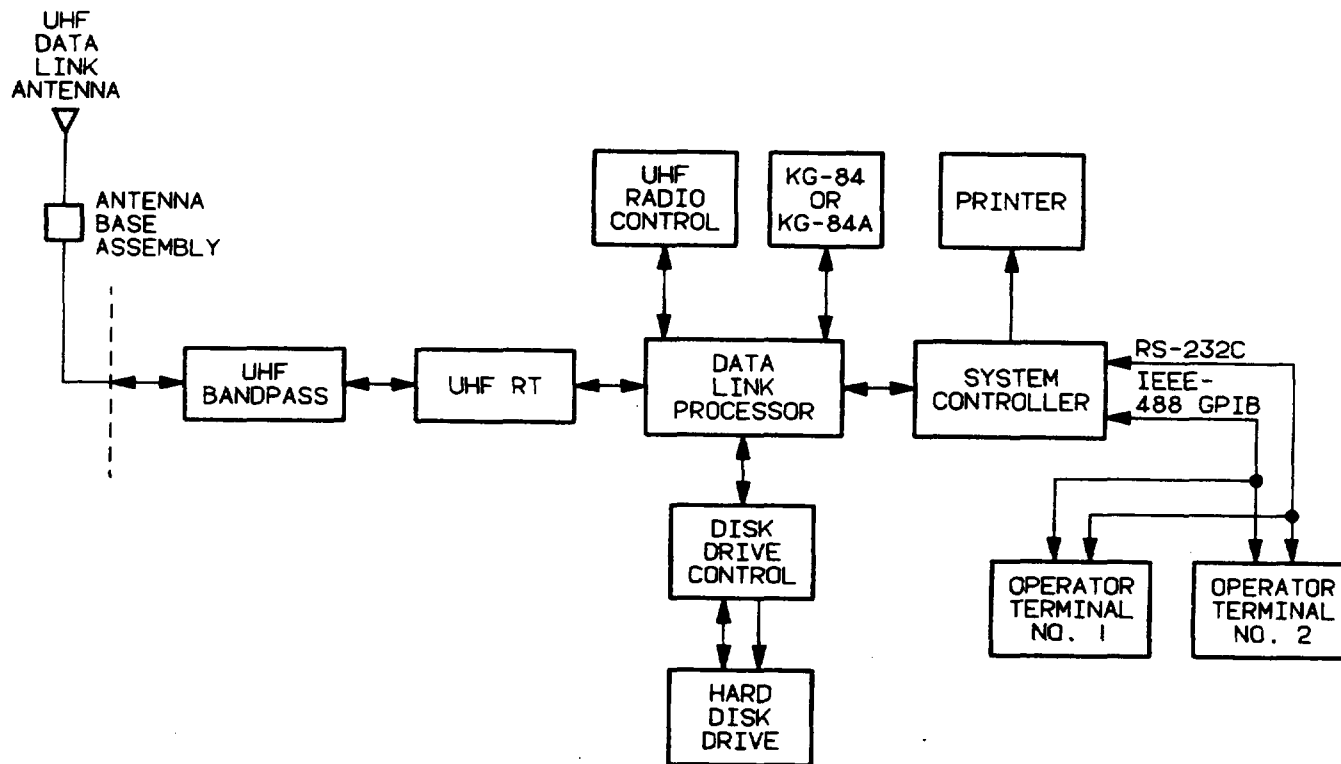 UHF
DATA
LINK
ANTENNA
ANTENNA
BASE
ASSEMBLY
UHF
RADIO
CONTROL
KG-84
OR
KG-84A
PRINTER
UHF
BANDPASS
UHF RT
DATA
LINK
PROCESSOR
SYSTEM
CONTROLLER
RS-232C
IEEE-
488 GPIB
DISK
DRIVE
CONTROL
OPERATOR
TERMINAL
NO. 1
OPERATOR
TERMINAL
NO. 2
HARD
DISK
DRIVE